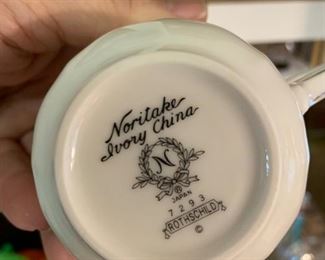 Noritake
Ivory China
N
®
JAPAN
7293
ROTHSCHILD
©